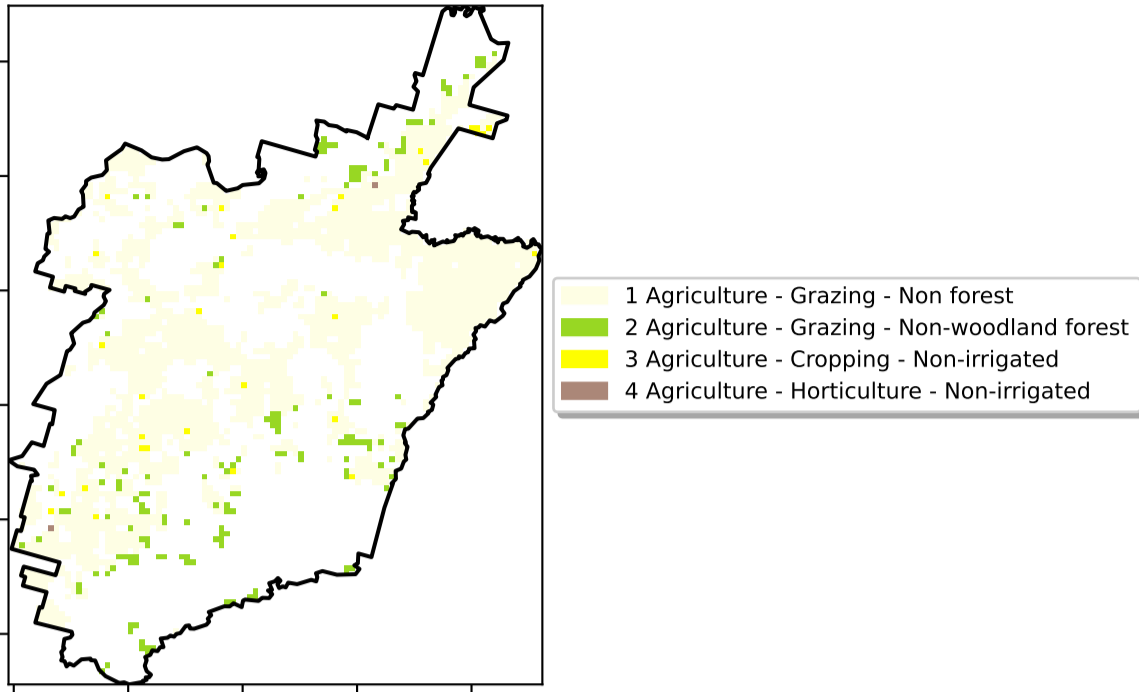 1 Agriculture - Grazing - Non forest
2 Agriculture - Grazing - Non-woodland forest
3 Agriculture - Cropping - Non-irrigated
4 Agriculture - Horticulture - Non-irrigated